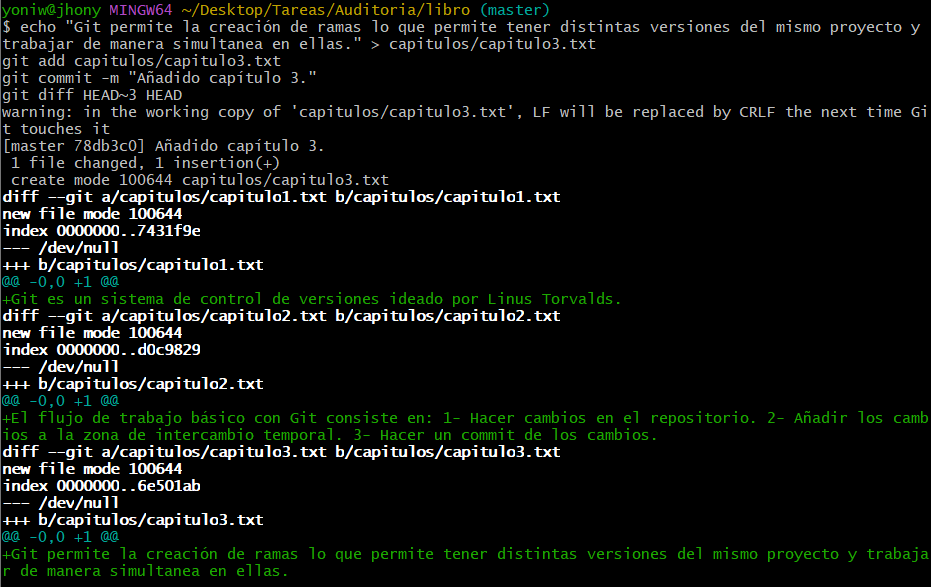 yoniw@jhony MINGW64 ~/Desktop/Tareas/Auditoria/libro (master)
$ echo "Git permite la creación de ramas lo que permite tener distintas versiones del mismo proyecto y
trabajar de manera simultanea en ellas." > capitulos/capitulo3.txt
git add capitulos/capitulo3.txt
git commit -m "Añadido capítulo 3."
git diff HEAD~3 HEAD
warning: in the working copy of 'capitulos/capitulo3.txt', LF will be replaced by CRLF the next time Gi
t touches it
[master 78db3c0] Añadido capítulo 3.
 1 file changed, 1 insertion(+)
 create mode 100644 capitulos/capitulo3.txt
diff --git a/capitulos/capitulo1.txt b/capitulos/capitulo1.txt
new file mode 100644
index 0000000..7431f9e
--- /dev/null
+++ b/capitulos/capitulo1.txt
@@ -0,0 +1 @@
+Git es un sistema de control de versiones ideado por Linus Torvalds.
diff --git a/capitulos/capitulo2.txt b/capitulos/capitulo2.txt
new file mode 100644
index 0000000..d0c9829
--- /dev/null
+++ b/capitulos/capitulo2.txt
@@ -0,0 +1 @@
+El flujo de trabajo básico con Git consiste en: 1- Hacer cambios en el repositorio. 2- Añadir los camb
ios a la zona de intercambio temporal. 3- Hacer un commit de los cambios.
diff --git a/capitulos/capitulo3.txt b/capitulos/capitulo3.txt
new file mode 100644
index 0000000..6e501ab
--- /dev/null
+++ b/capitulos/capitulo3.txt
@@ -0,0 +1 @@
+Git permite la creación de ramas lo que permite tener distintas versiones del mismo proyecto y trabaja
r de manera simultanea en ellas.